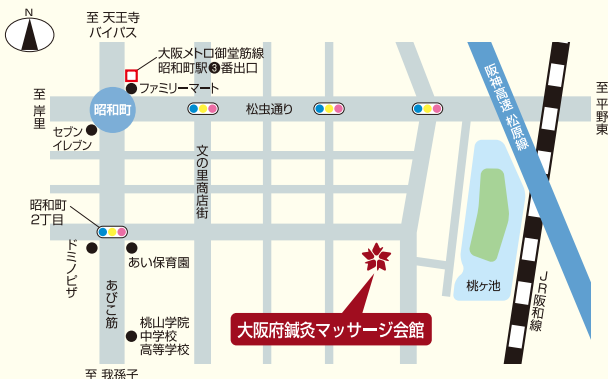 N
至 天王寺
バイパス
大阪メトロ御堂筋線
昭和町駅❸番出口
ファミリーマート
至 岸里
昭和町
松虫通り
阪神高速 松原線
至 平野東
セブン
イレブン
文の里商店街
昭和町
2丁目
ドミノピザ
あい保育園
桃ヶ池
JR阪和線
あびこ筋
大阪府鍼灸マッサージ会館
桃山学院
中学校
高等学校
至 我孫子